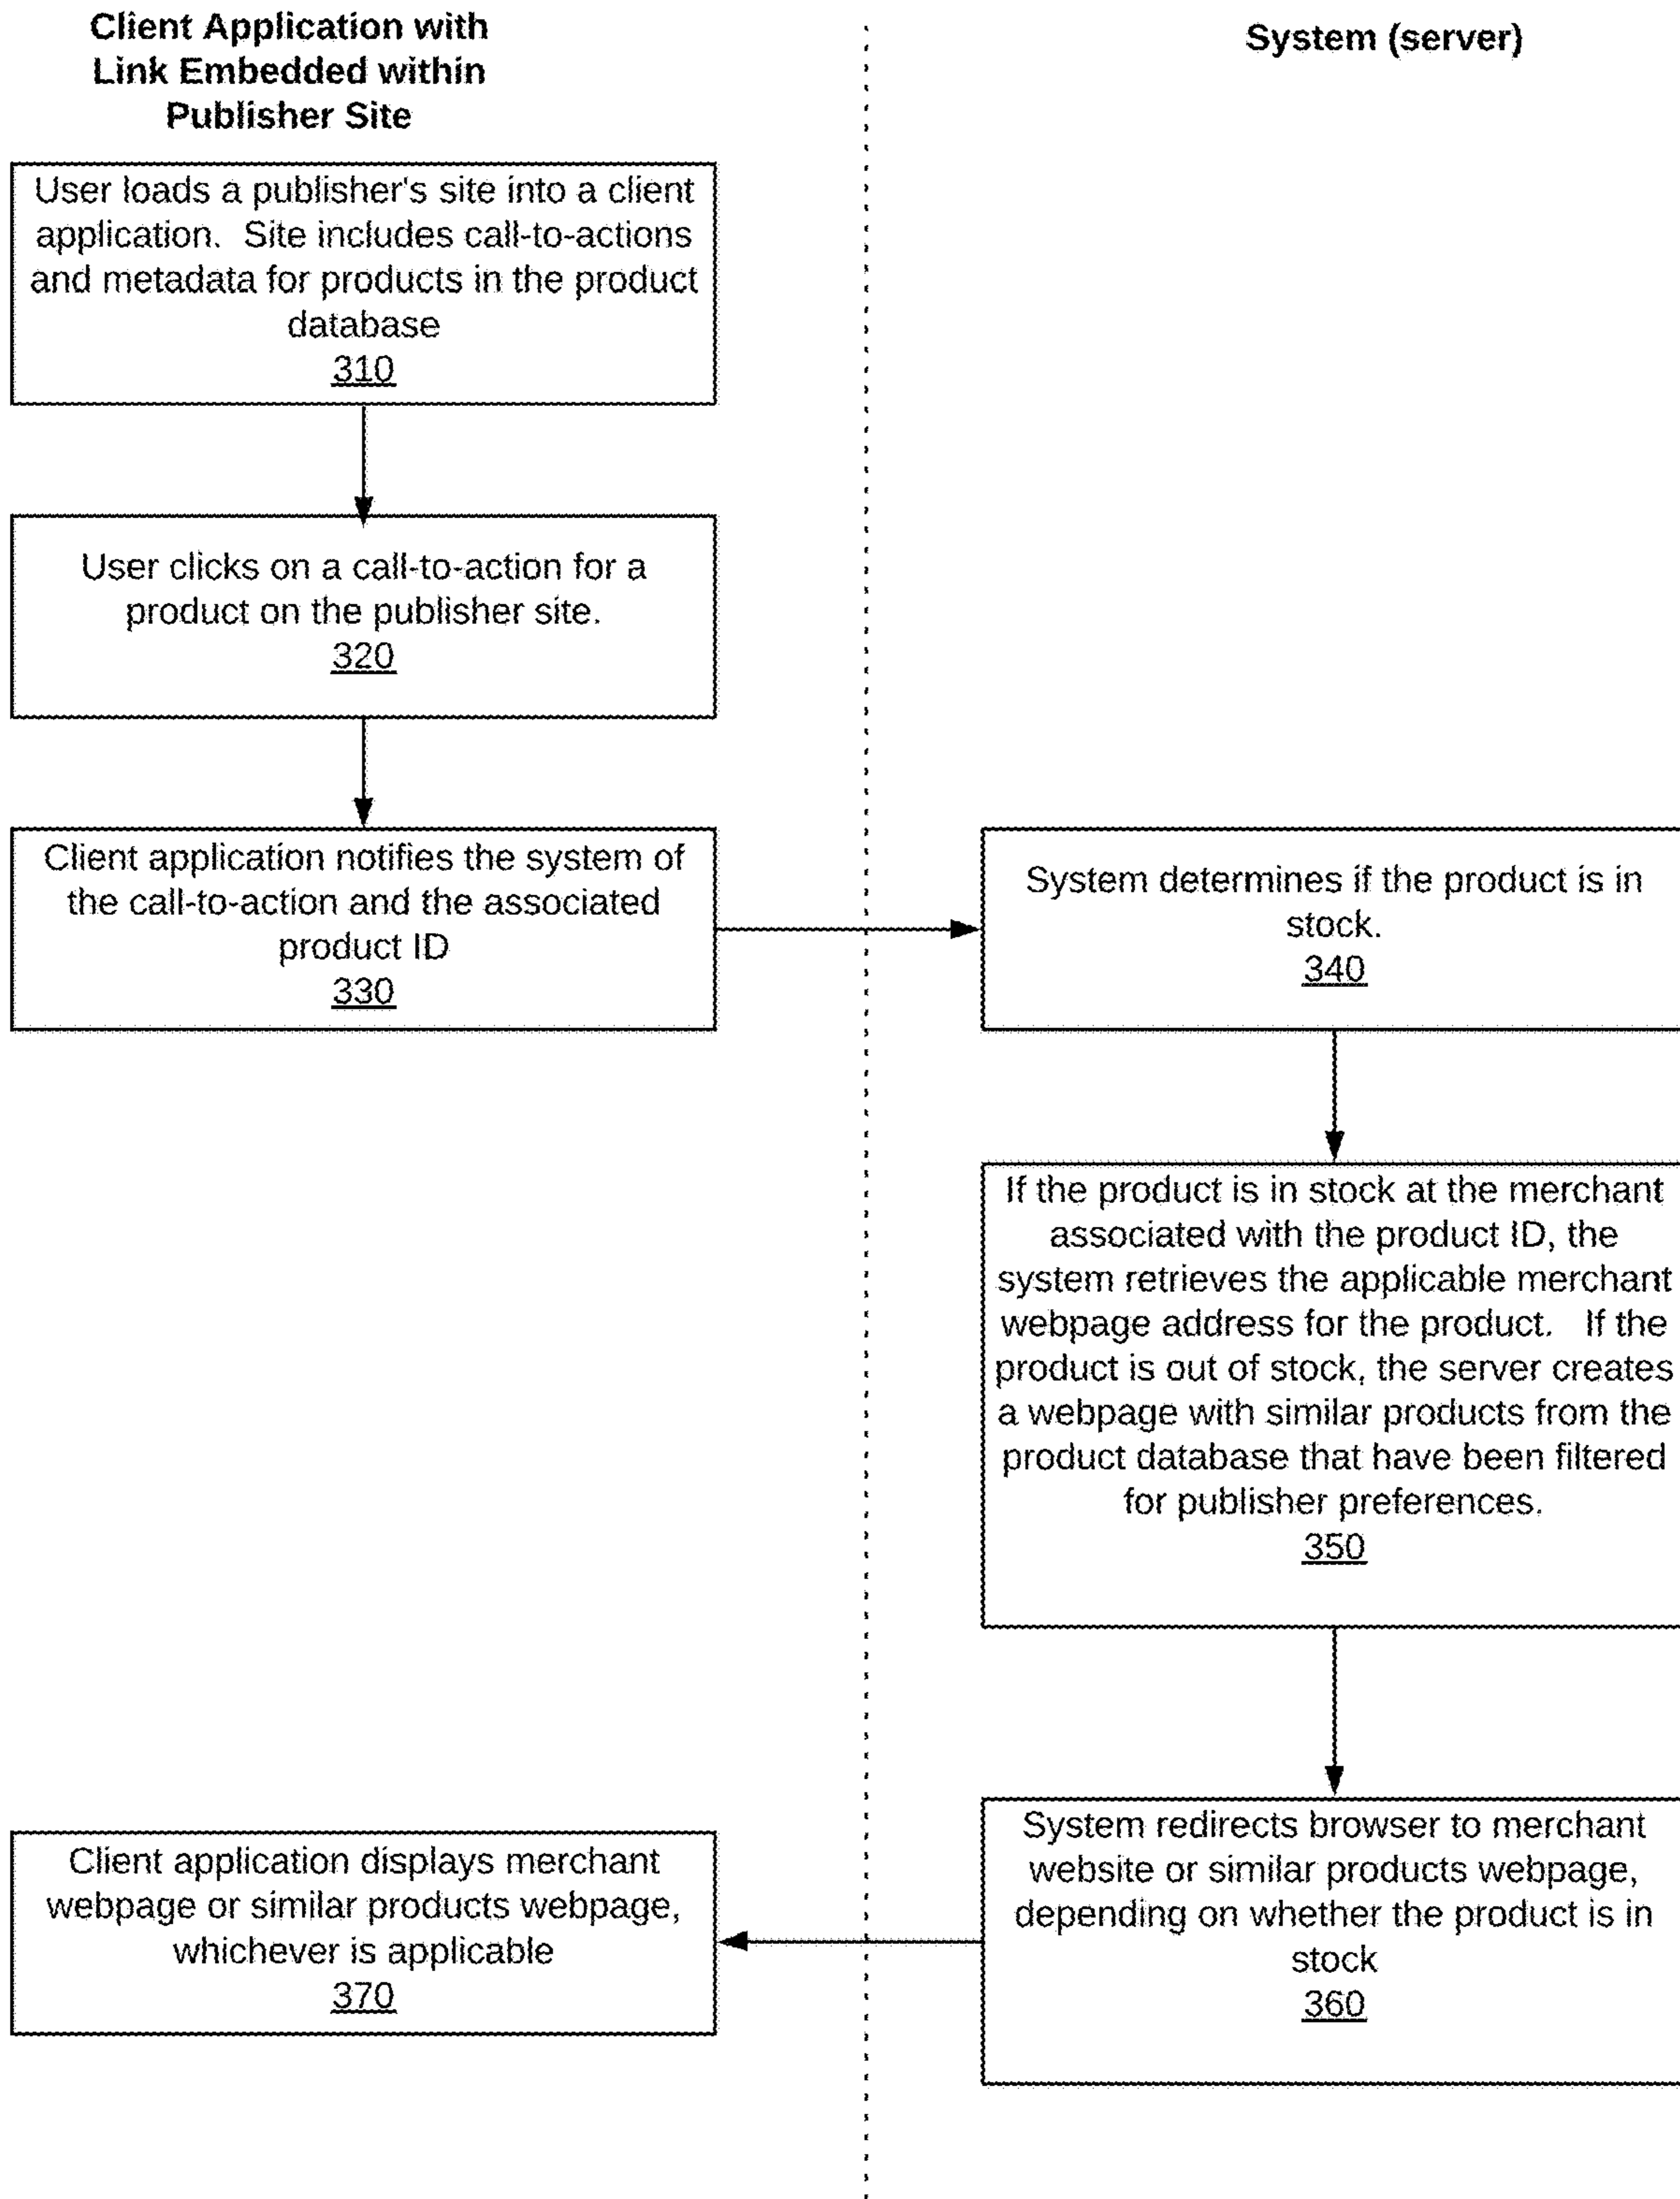 Client Application with
Link Embedded within
Publisher Site
System (server)
User loads a publisher's site into a client
application.  Site includes call-to-actions
and metadata for products in the product
database
310
User clicks on a call-to-action for a
product on the publisher site.
320
Client application notifies the system of
the call-to-action and the associated
product ID
330
System determines if the product is in
stock.
340
If the product is in stock at the merchant
associated with the product ID, the
system retrieves the applicable merchant
webpage address for the product.   If the
product is out of stock, the server creates
a webpage with similar products from the
product database that have been filtered
for publisher preferences.
350
System redirects browser to merchant
website or similar products webpage,
depending on whether the product is in
stock
360
Client application displays merchant
webpage or similar products webpage,
whichever is applicable
370